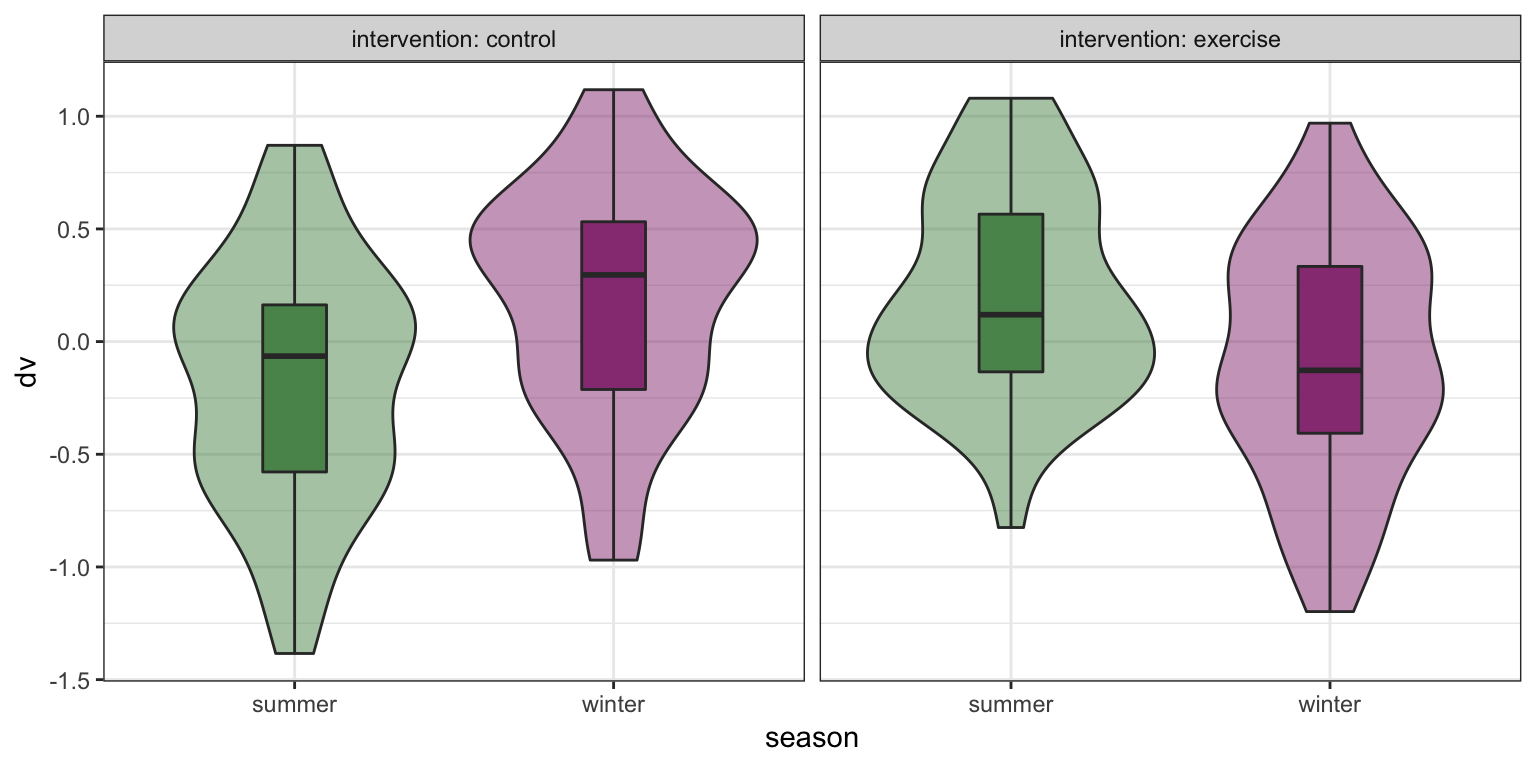 intervention: control
intervention: exercise
1.0
0.5
0.0
-0.5
-1.0
-1.5
dv
summer
winter
summer
winter
season